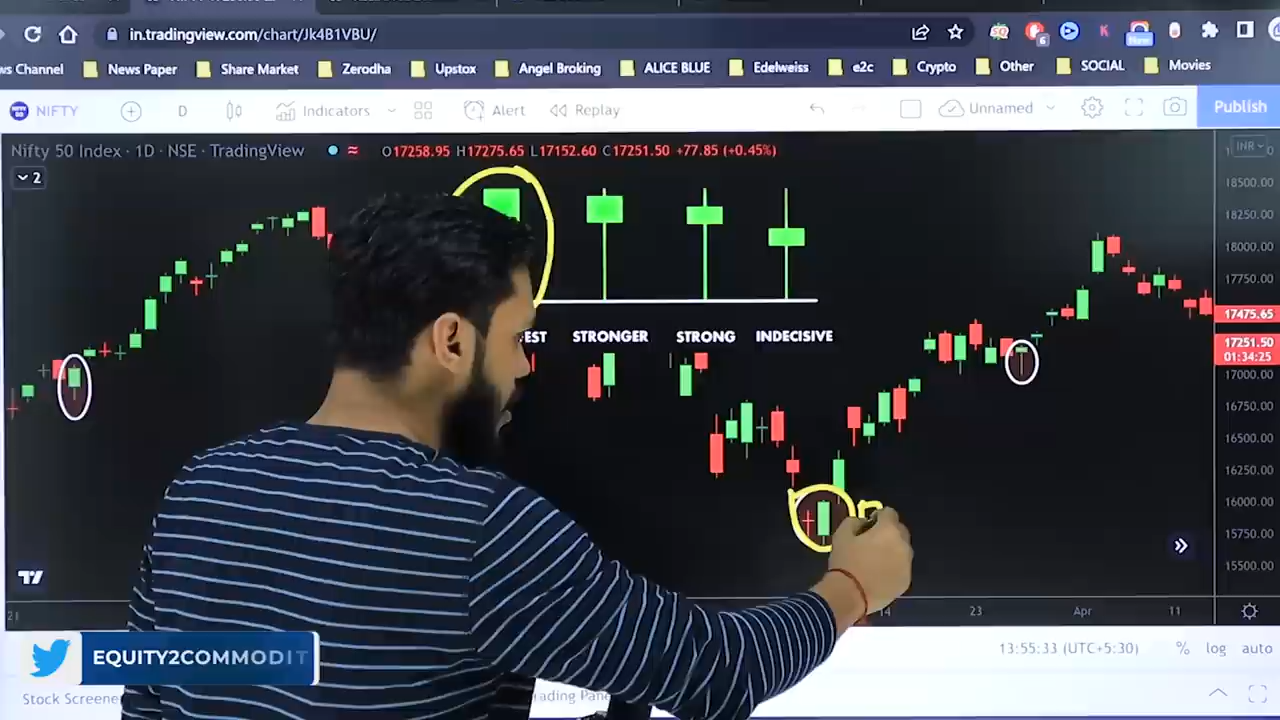 in.tradingview.com/chart/Jk4B1VBU/
6
New
ws Channel News Paper Share Market Zerodha Upstox Angel Broking ALICE BLUE Edelweiss e2c Crypto Other SOCIAL Movies
NIFTY D Indicators Alert Replay Unnamed Publish
Nifty 50 Index · 1D · NSE · TradingView O17258.95 H17275.65 L17152.60 C17251.50 +77.85 (+0.45%)
INR
2
18500.00
18250.00
18000.00
17750.00
17475.65
17251.50
01:34:25
17000.00
16750.00
16500.00
16250.00
16000.00
15750.00
15500.00
EST STRONGER STRONG INDECISIVE
21 14 23 Apr 11
13:55:33 (UTC+5:30) % log auto
EQUITY2COMMODIT
Stock Screene rading Pane